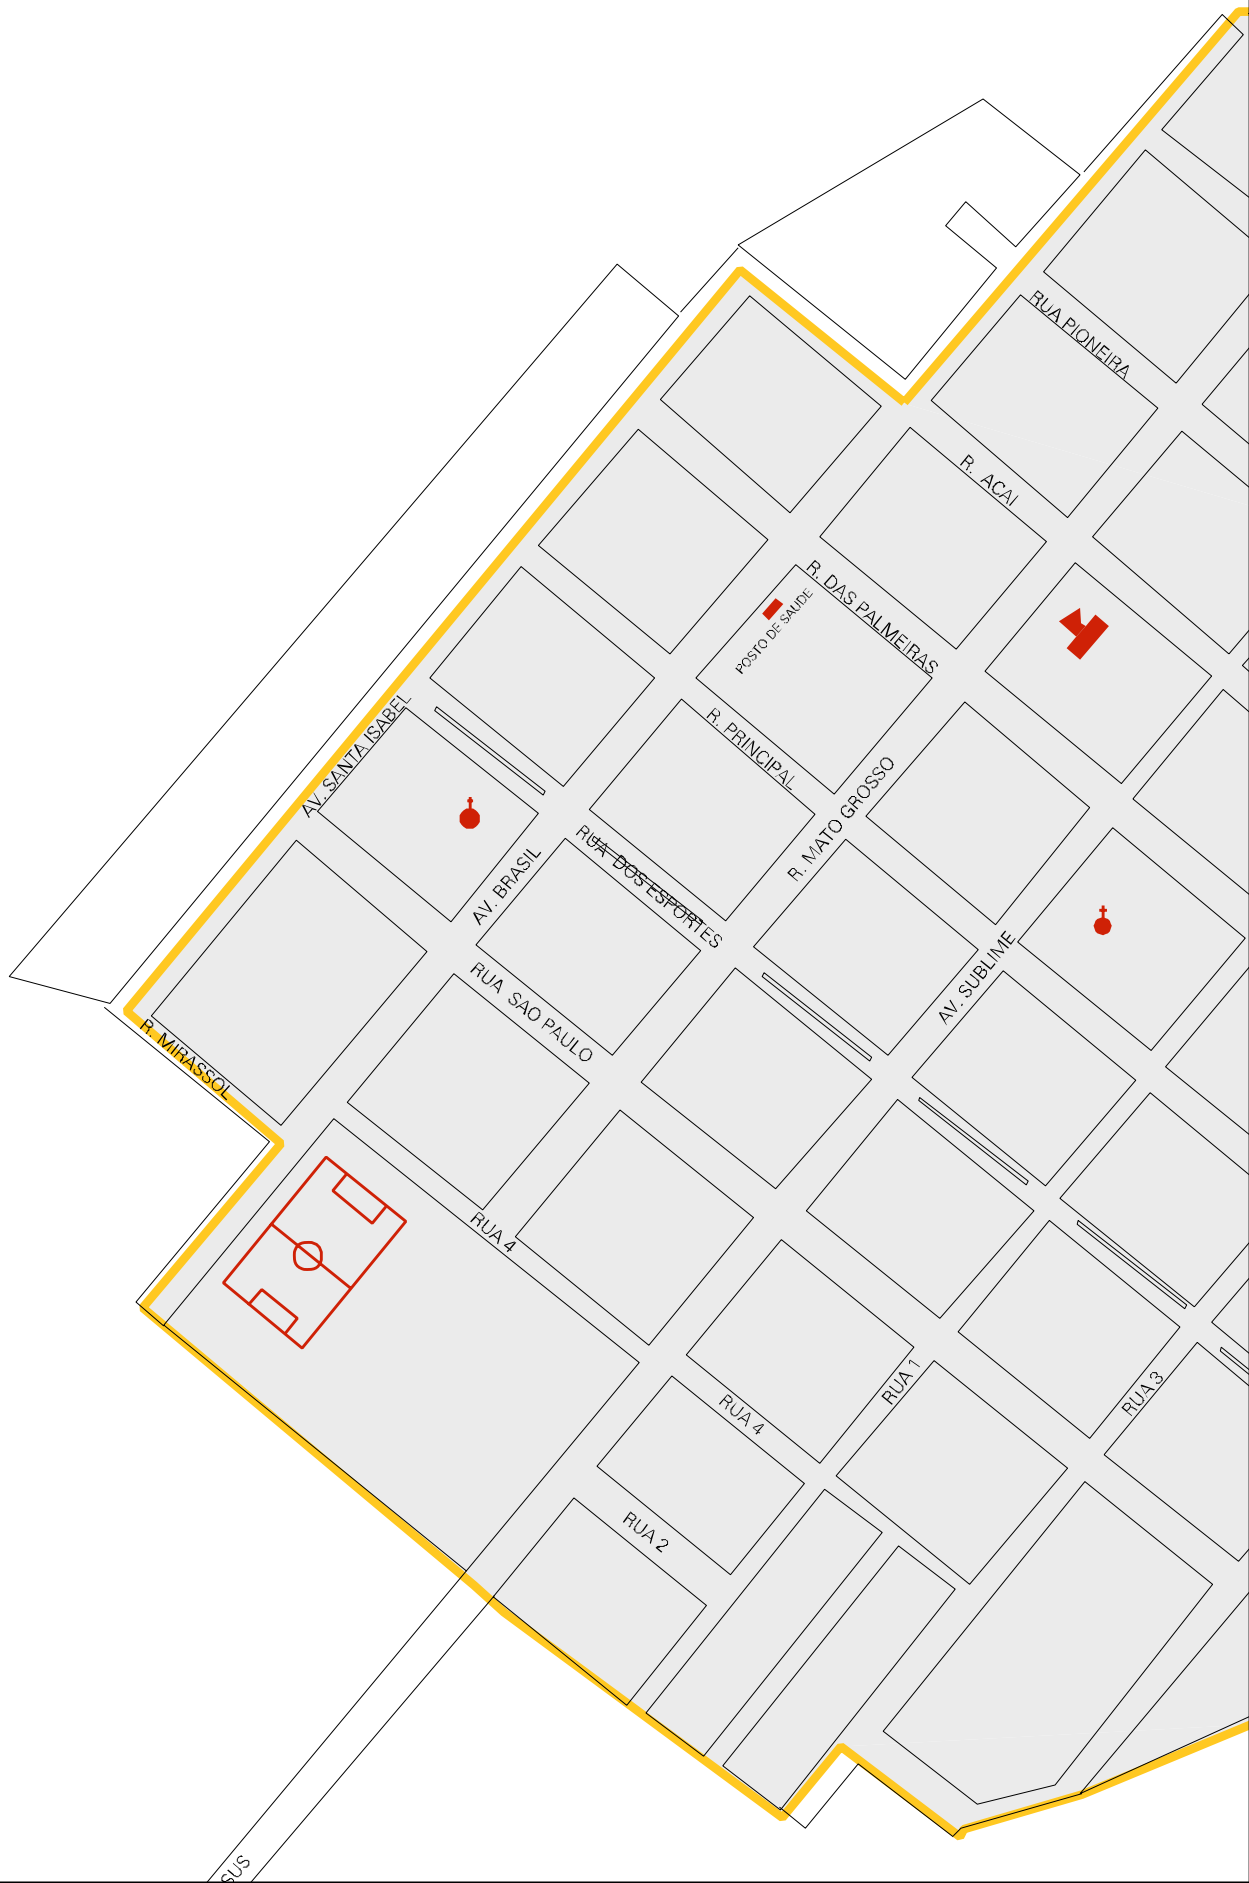 RUA PIONEIRA
R. ACAI
R. DAS PALMEIRAS
POSTO DE SAUDE
AV. SANTA ISABEL
R. PRINCIPAL
R. MATO GROSSO
RUA DOS ESPORTES
AV. BRASIL
AV. SUBLIME
RUA SAO PAULO
R. MIRASSOL
RUA 4
RUA 1
RUA 3
RUA 4
RUA 2
SUS